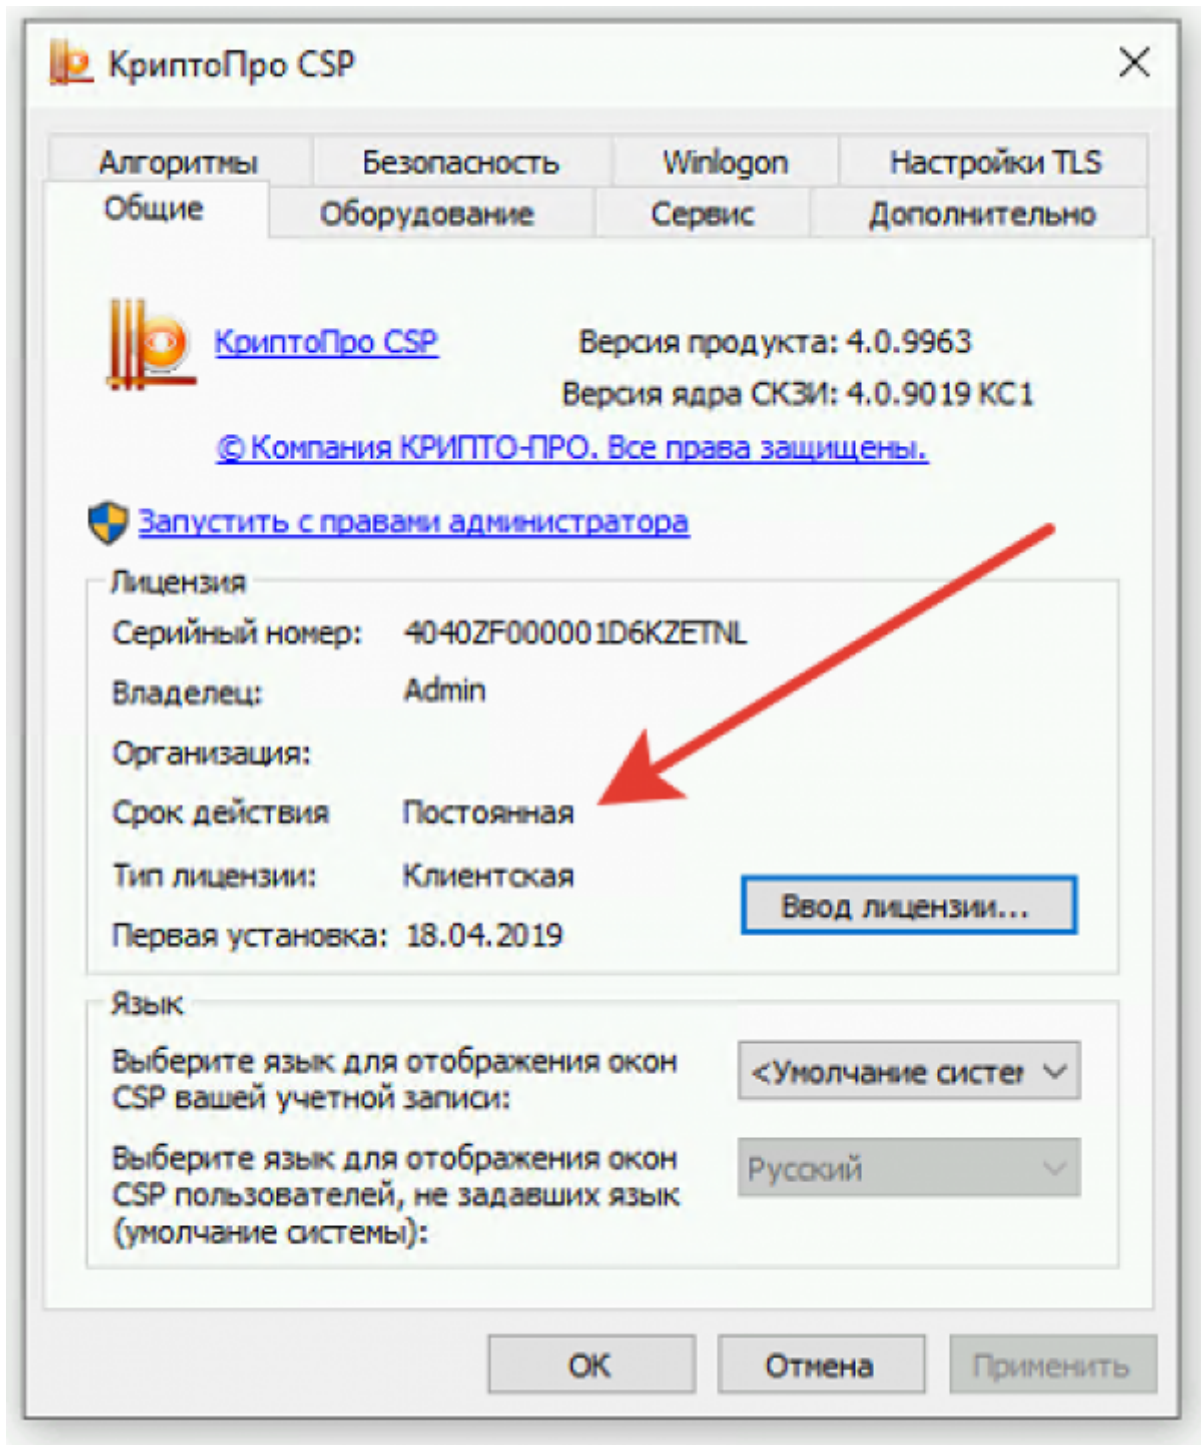 КриптоПро CSP
Алгоритмы Безопасность Winlogon Настройки TLS
Общие Оборудование Сервис Дополнительно
КриптоПро CSP Версия продукта: 4.0.9963
Версия ядра СКЗИ: 4.0.9019 КС1
© Компания КРИПТО-ПРО. Все права защищены.
Запустить с правами администратора
Лицензия
Серийный номер: 4040ZF000001D6KZETNL
Владелец: Admin
Организация:
Срок действия Постоянная
Тип лицензии: Клиентская
Ввод лицензии...
Первая установка: 18.04.2019
Язык
Выберите язык для отображения окон
CSP вашей учетной записи:
<Умолчание систем
Выберите язык для отображения окон
CSP пользователей, не задавших язык
(умолчание системы):
Русский
ОК Отмена Применить